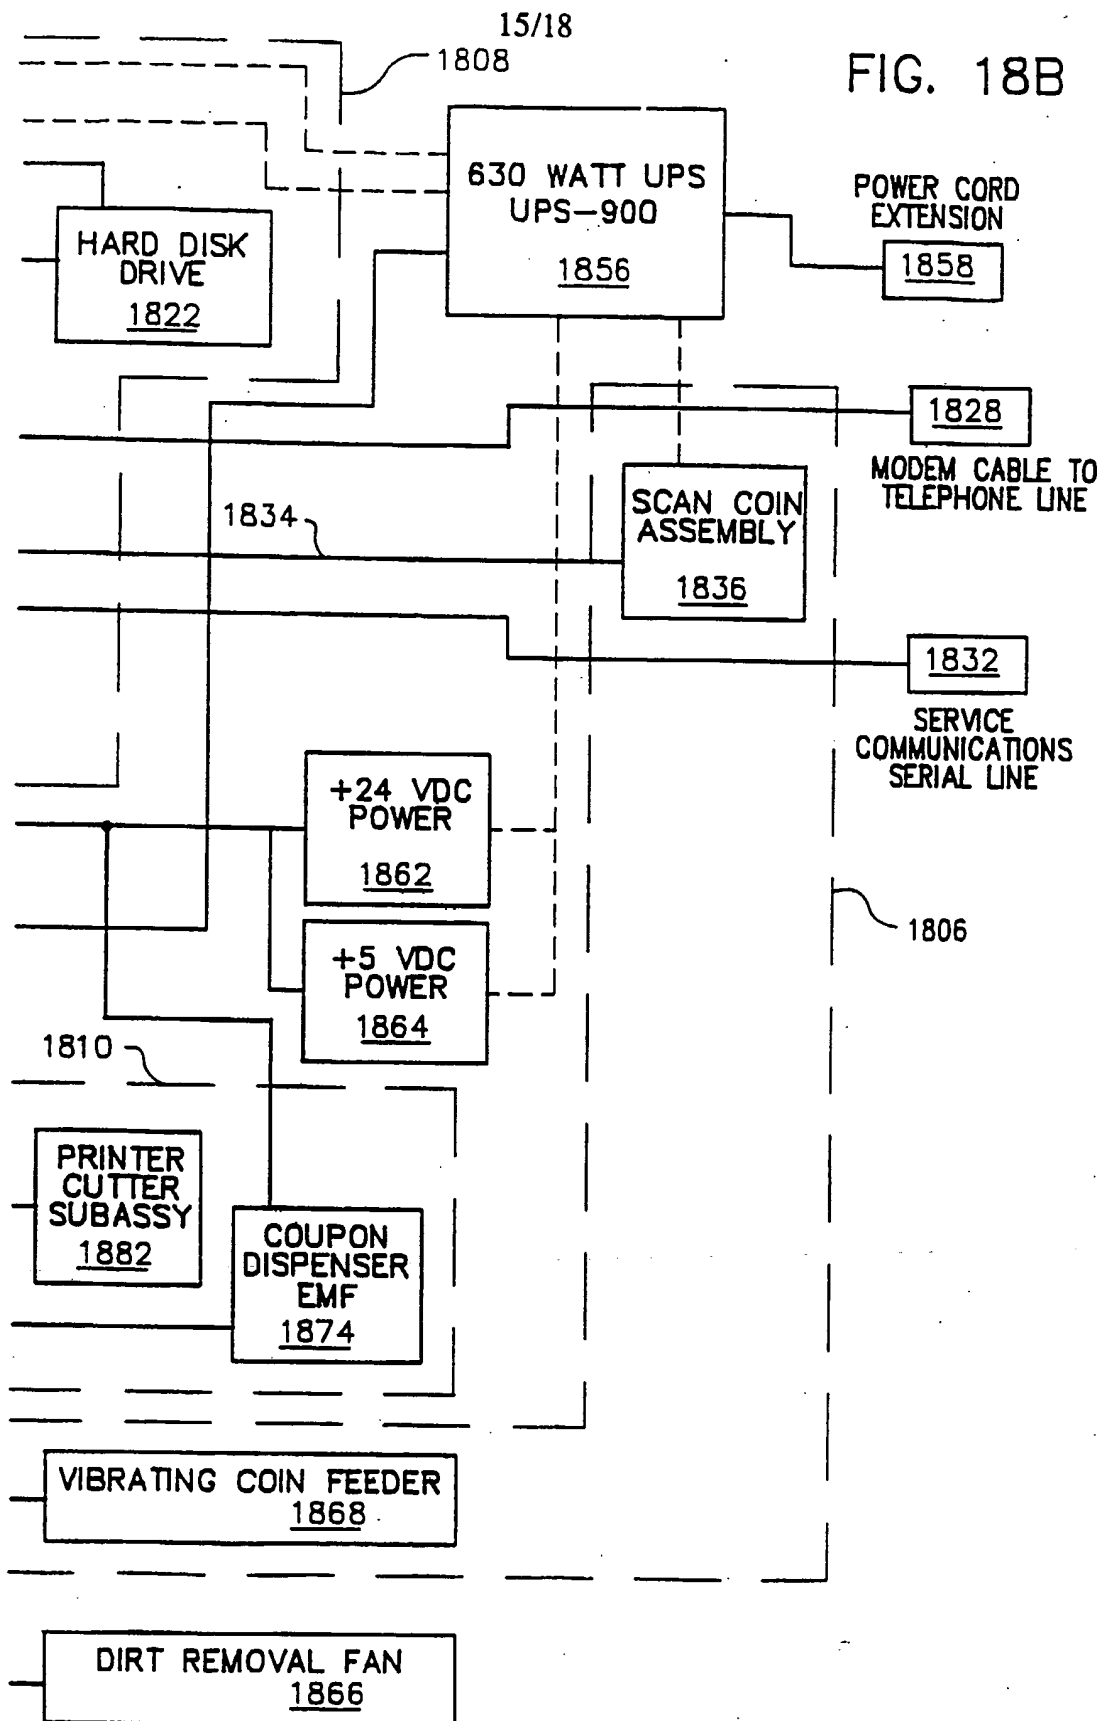 15/18
FIG. 18B
1808
630 WATT UPS
UPS-900
1856
POWER CORD
EXTENSION
1858
HARD DISK
DRIVE
1822
1828
MODEM CABLE TO
TELEPHONE LINE
1834
SCAN COIN
ASSEMBLY
1836
1832
SERVICE
COMMUNICATIONS
SERIAL LINE
+24 VDC
POWER
1862
1806
+5 VDC
POWER
1864
1810
PRINTER
CUTTER
SUBASSY
1882
COUPON
DISPENSER
EMF
1874
VIBRATING COIN FEEDER
1868
DIRT REMOVAL FAN
1866